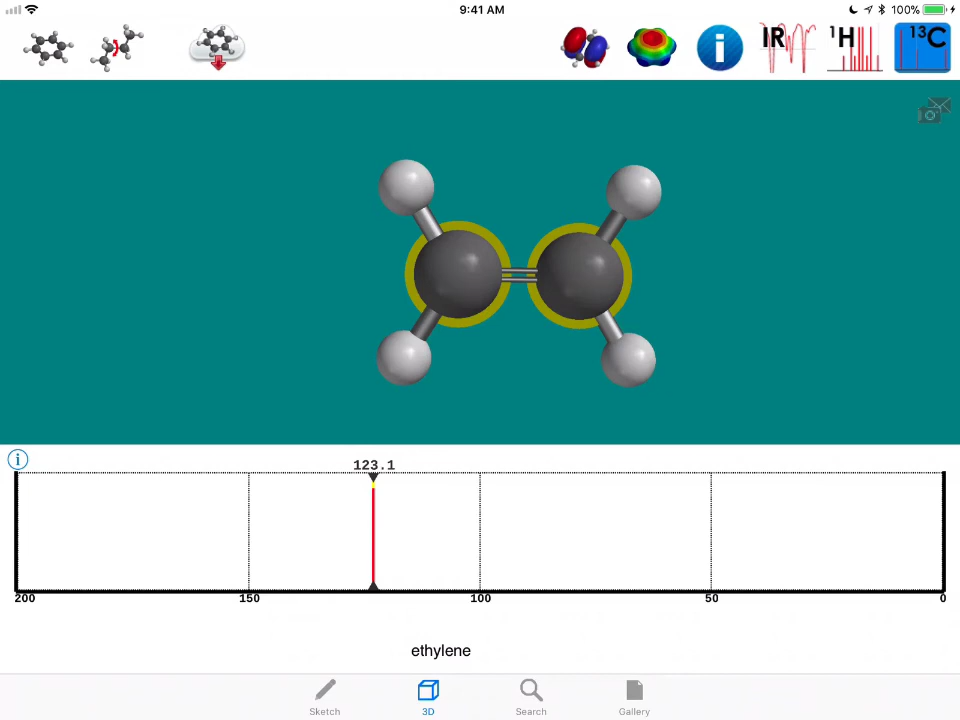 9:41 AM
100%
i
IR
1H
13C
i
123.1
200 150 100 50 0
ethylene
Sketch 3D Search Gallery